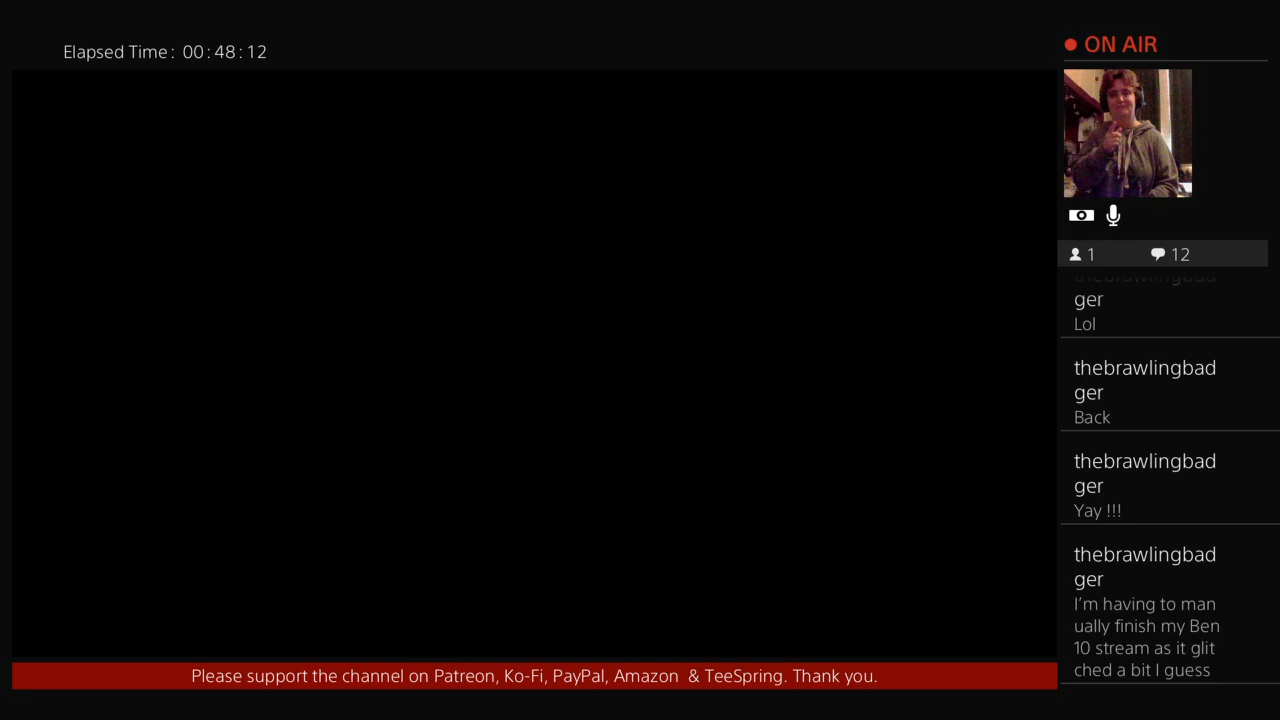 Elapsed Time: 00:48:12
ON AIR
1 12
thebrawlingbad
ger
Lol
thebrawlingbad
ger
Back
thebrawlingbad
ger
Yay !!!
thebrawlingbad
ger
I'm having to man
ually finish my Ben
10 stream as it glit
ched a bit I guess
Please support the channel on Patreon, Ko-Fi, PayPal, Amazon & TeeSpring. Thank you.